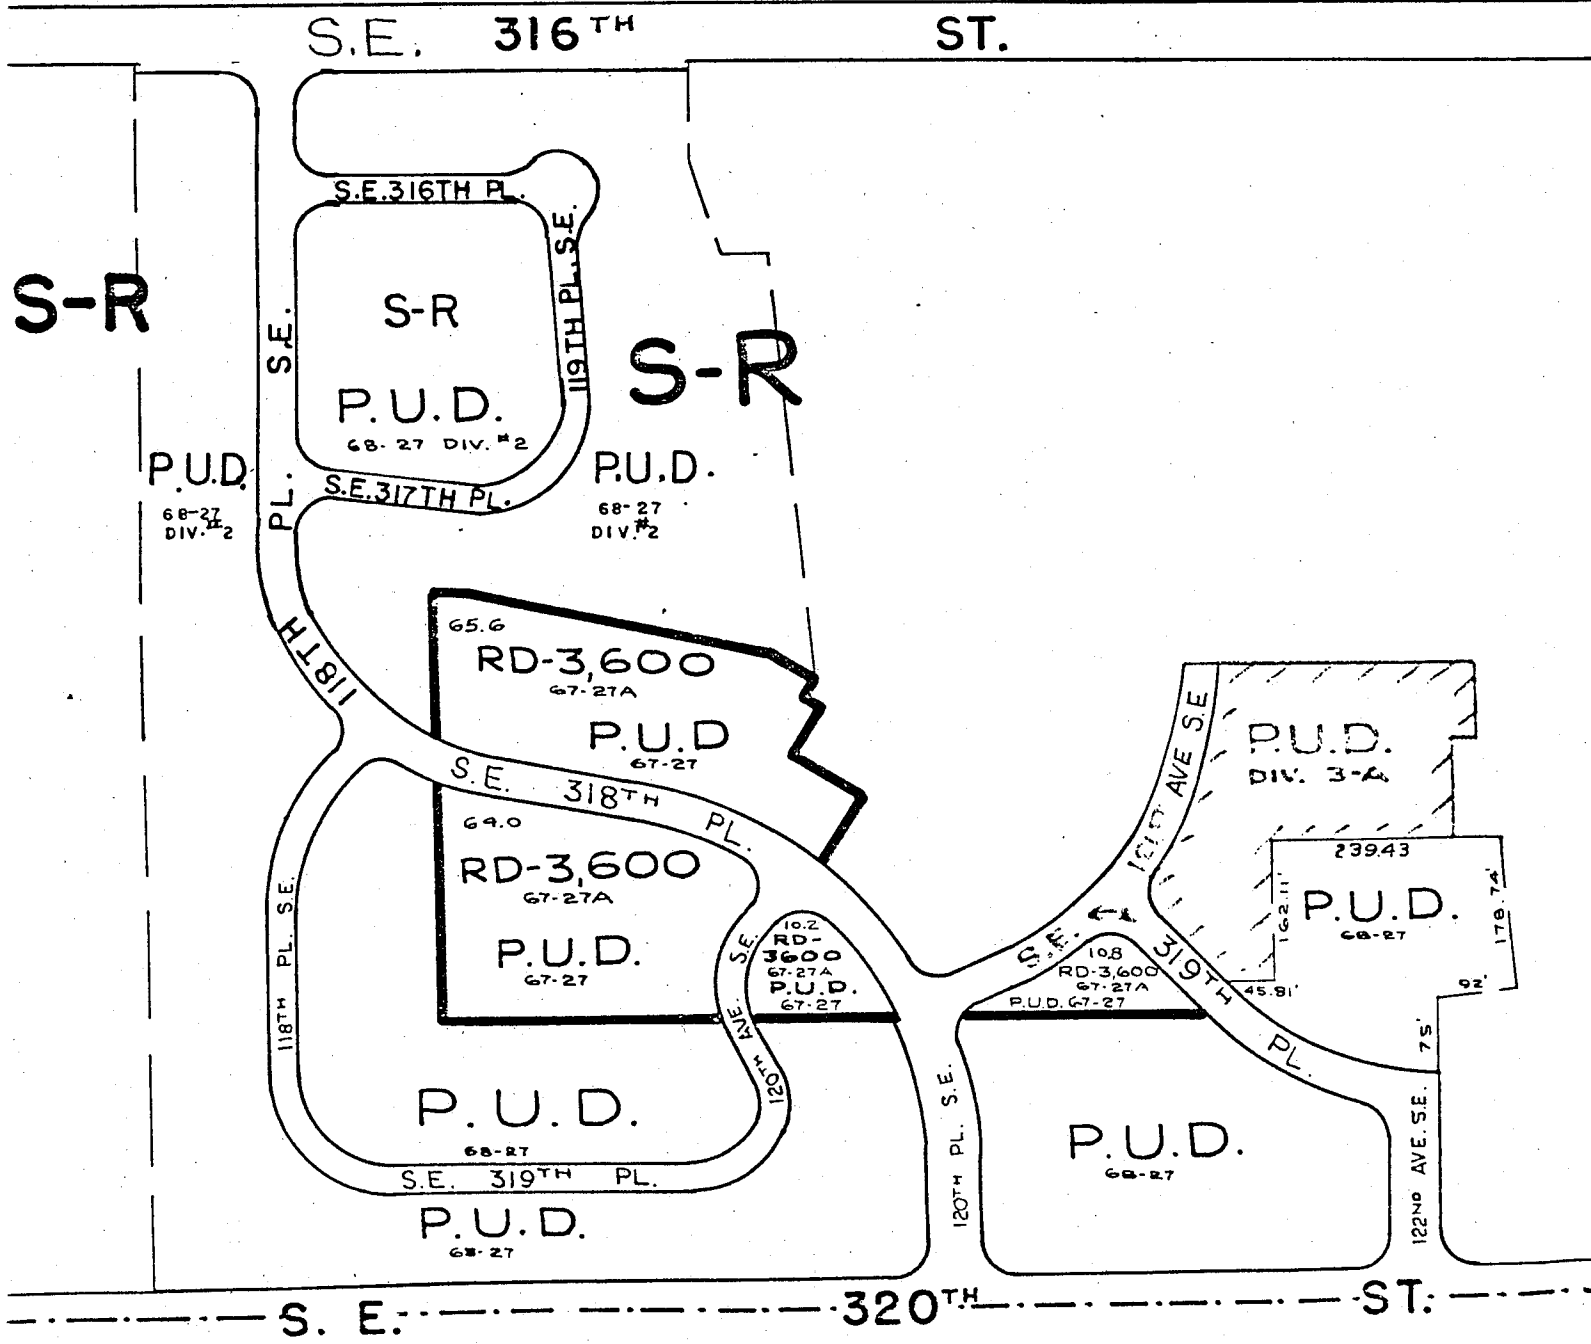 S.E. 316TH ST.
S.E.316TH PL.
119TH PL. S.E.
S-R
S-R
S-R
118TH PL. S.E.
P.U.D.
68-27 DIV. #2
P.U.D.
68-27
DIV. #2
P.U.D.
68-27
DIV. #2
S.E.317TH PL.
65.6
RD-3,600
67-27A
P.U.D
67-27
S.E. 318TH PL.
64.0
RD-3,600
67-27A
P.U.D.
67-27
10.2
RD-
3600
67-27A
P.U.D.
67-27
10.8
RD-3,600
67-27A
P.U.D. 67-27
AVE S.E
P.U.D.
DIV. 3-A
239.43
162.11'
178.74'
P.U.D.
68-27
45.81'
92'
75'
S.E. 319TH PL.
118TH PL. S.E.
120TH AVE. S.E.
P.U.D.
68-27
S.E. 319TH PL.
P.U.D.
68-27
120TH PL. S.E.
P.U.D.
68-27
122ND AVE. S.E.
S. E. 320TH ST.